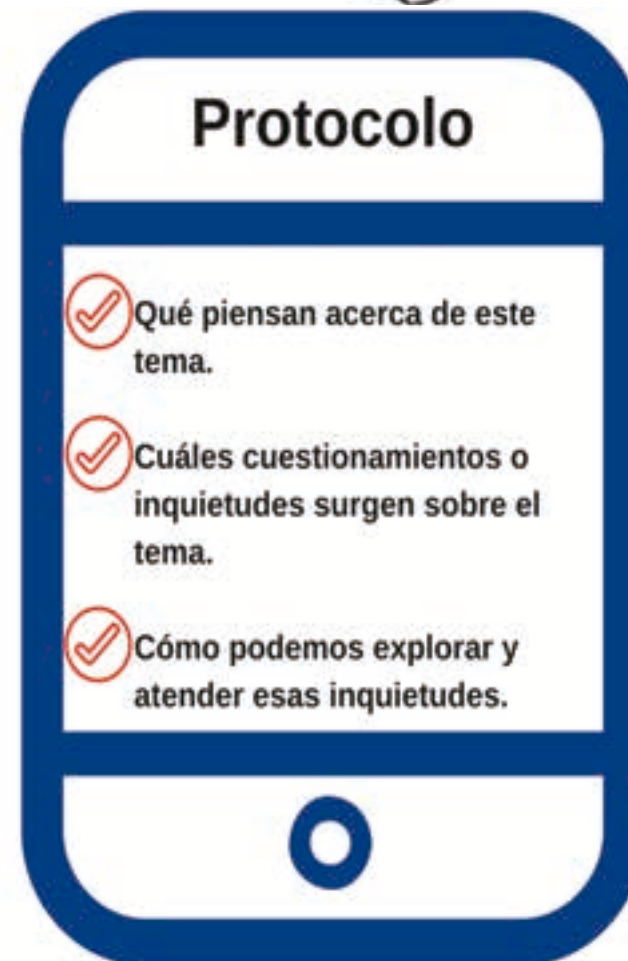 Protocolo
Qué piensan acerca de este
tema.
Cuáles cuestionamientos o
inquietudes surgen sobre el
tema.
Cómo podemos explorar y
atender esas inquietudes.